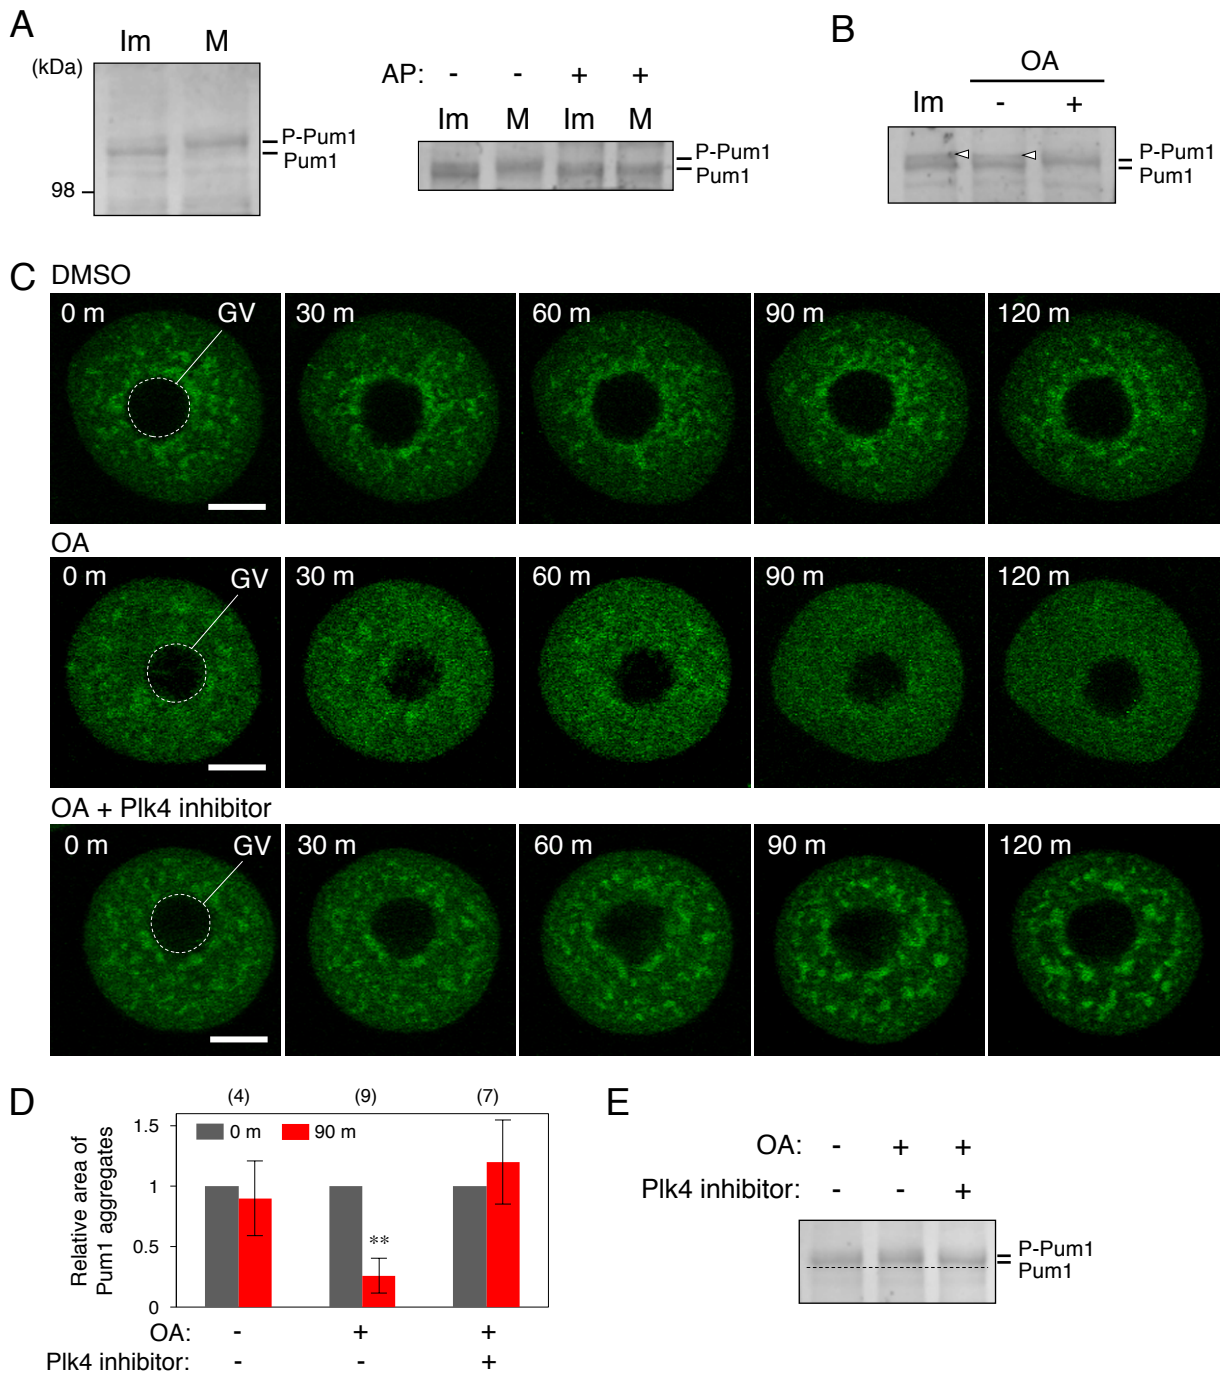 A
Im M
(kDa)
P-Pum1
Pum1
98
AP: - - + +
Im M Im M
P-Pum1
Pum1
B
OA
Im - +
P-Pum1
Pum1
C
DMSO
0 m GV 30 m 60 m 90 m 120 m
OA
0 m GV 30 m 60 m 90 m 120 m
OA + Plk4 inhibitor
0 m GV 30 m 60 m 90 m 120 m
D
(4) (9) (7)
Relative area of
Pum1 aggregates
1.5
1
0.5
0
0 m 90 m
**
OA: - + +
Plk4 inhibitor: - - +
E
OA: - + +
Plk4 inhibitor: - - +
P-Pum1
Pum1